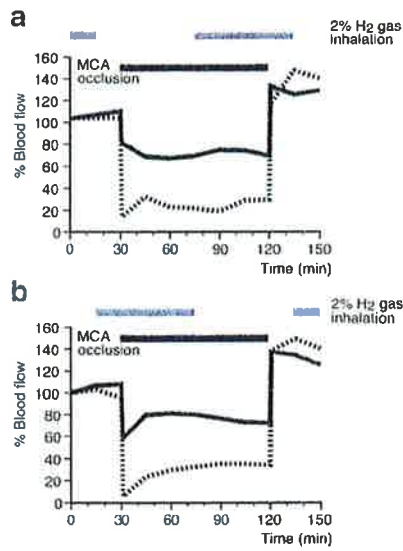 a
2% H2 gas
inhalation
MCA
occlusion
% Blood flow
160
140
120
100
80
60
40
20
0
0 30 60 90 120 150
Time (min)
b
2% H2 gas
inhalation
MCA
occlusion
% Blood flow
160
140
120
100
80
60
40
20
0
0 30 60 90 120 150
Time (min)